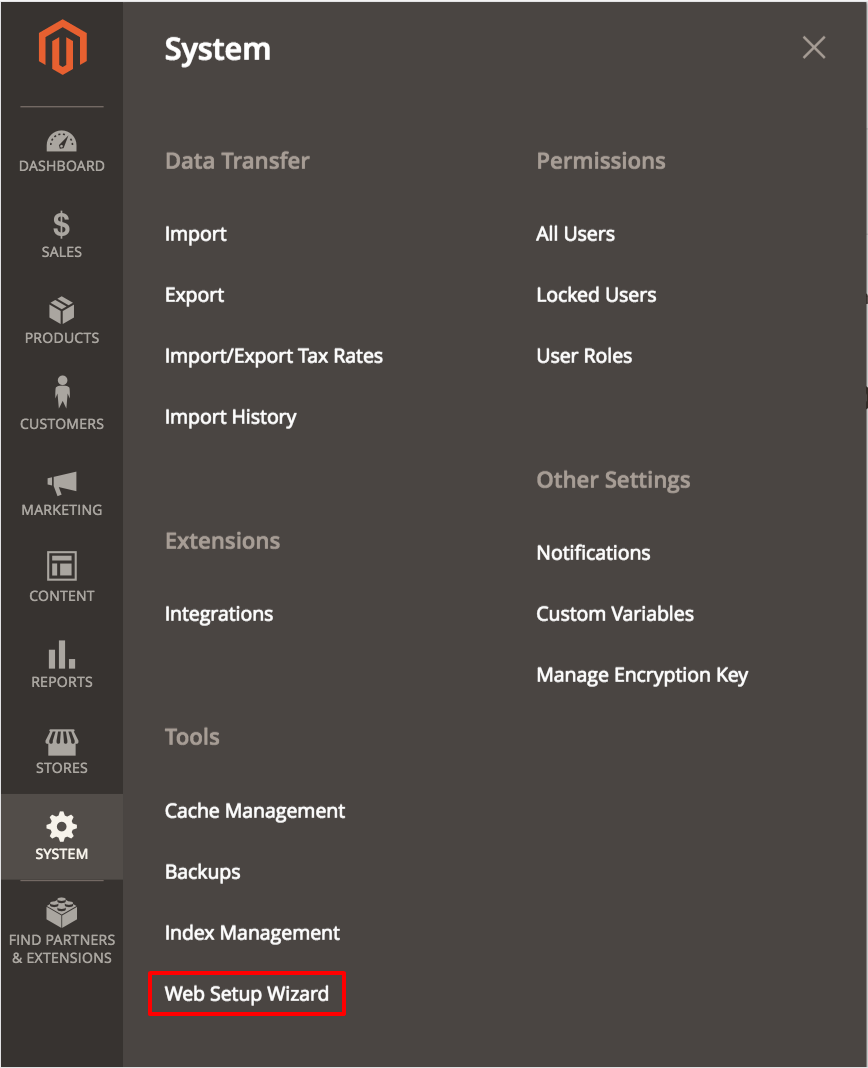 DASHBOARD
SALES
PRODUCTS
CUSTOMERS
MARKETING
CONTENT
REPORTS
STORES
SYSTEM
FIND PARTNERS
& EXTENSIONS
System
Data Transfer
Import
Export
Import/Export Tax Rates
Import History
Extensions
Integrations
Tools
Cache Management
Backups
Index Management
Web Setup Wizard
Permissions
All Users
Locked Users
User Roles
Other Settings
Notifications
Custom Variables
Manage Encryption Key